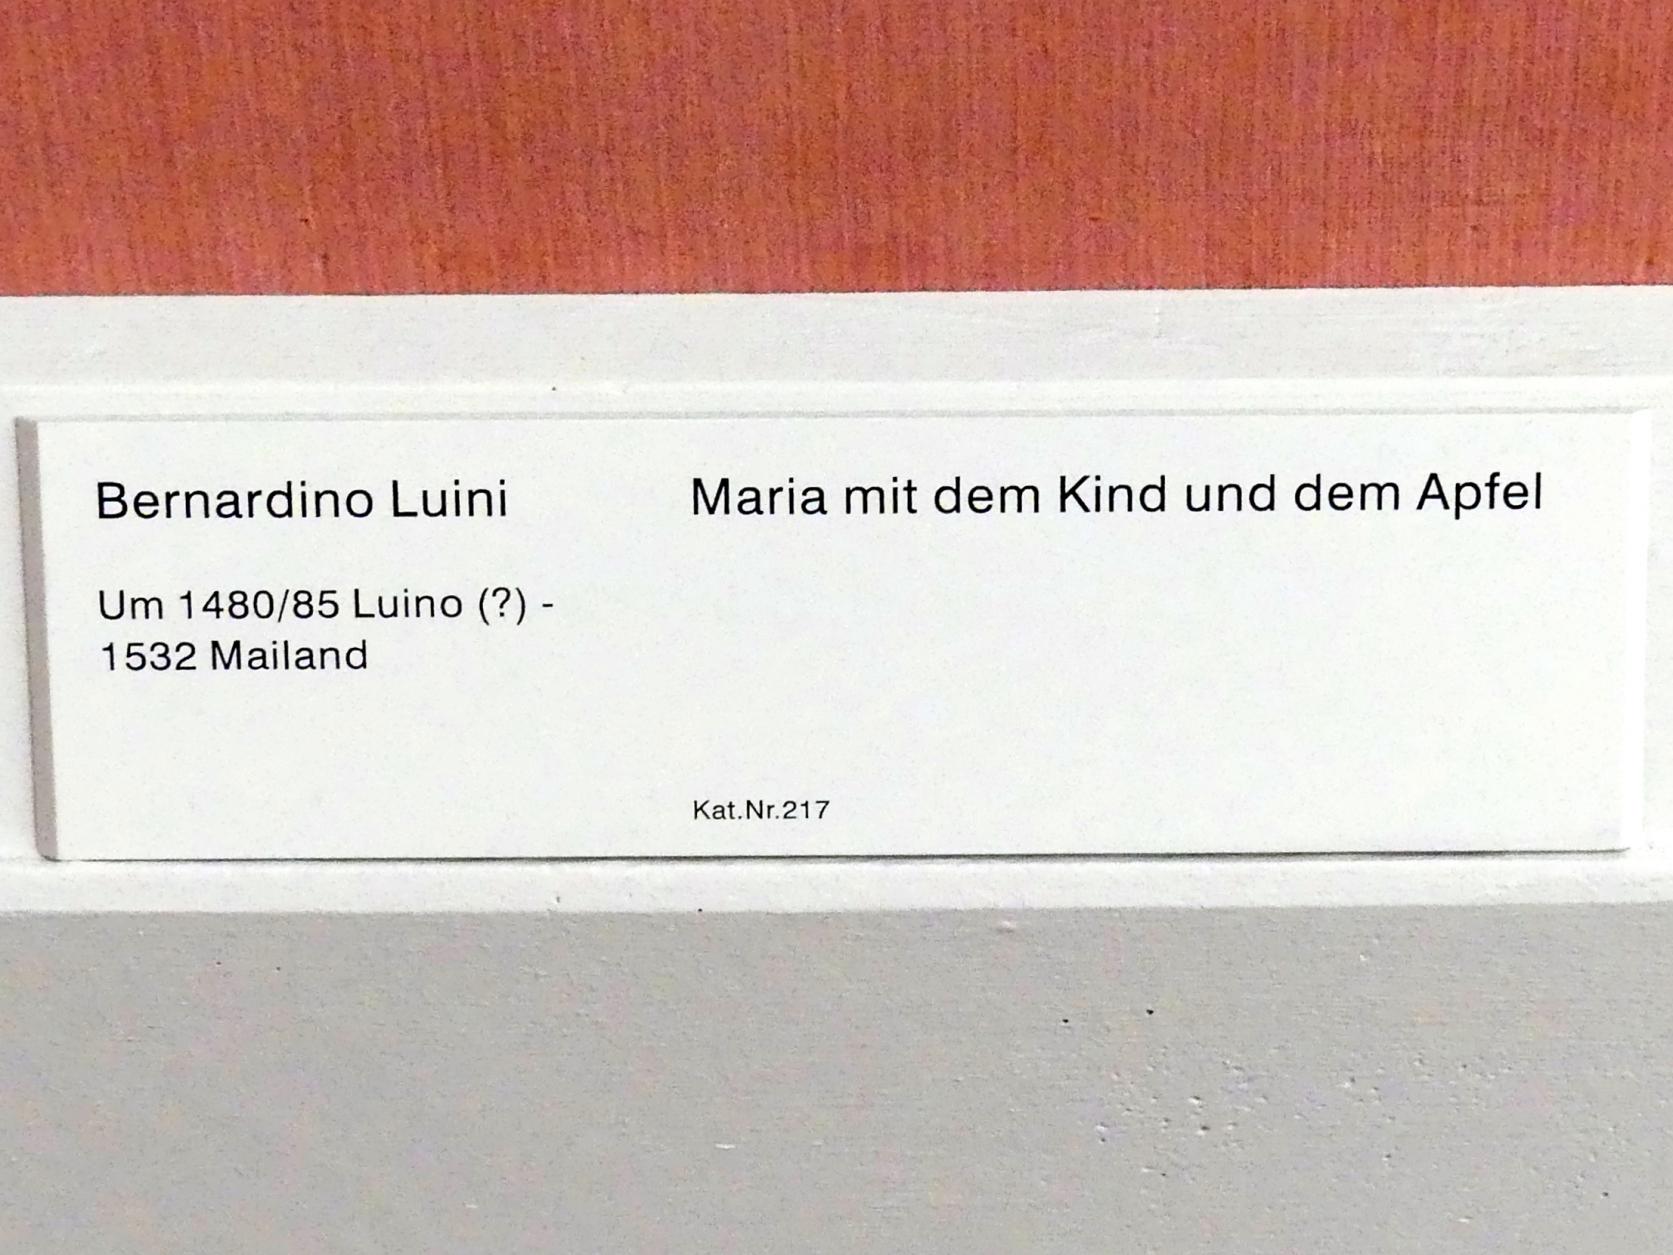 Bernardino Luini
Um 1480/85 Luino (?) -
1532 Mailand
Maria mit dem Kind und dem Apfel
Kat.Nr.217